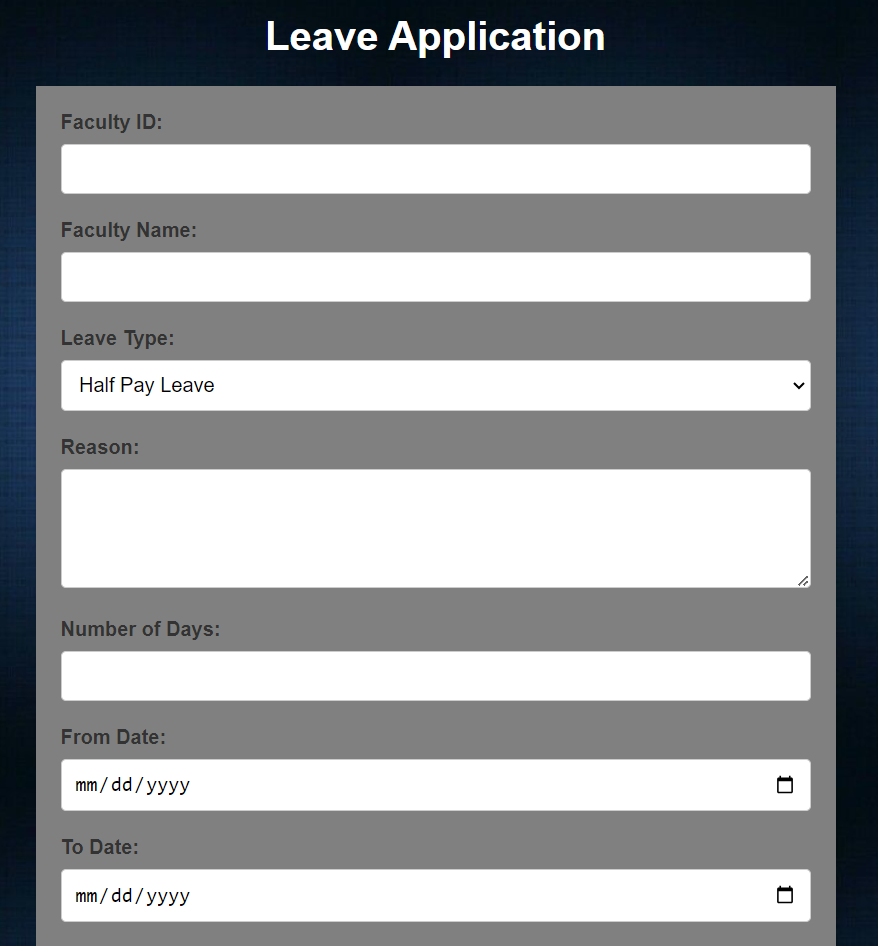 Leave Application
Faculty ID:
Faculty Name:
Leave Type:
Half Pay Leave
Reason:
Number of Days:
From Date:
mm/dd/yyyy
To Date:
mm/dd/yyyy